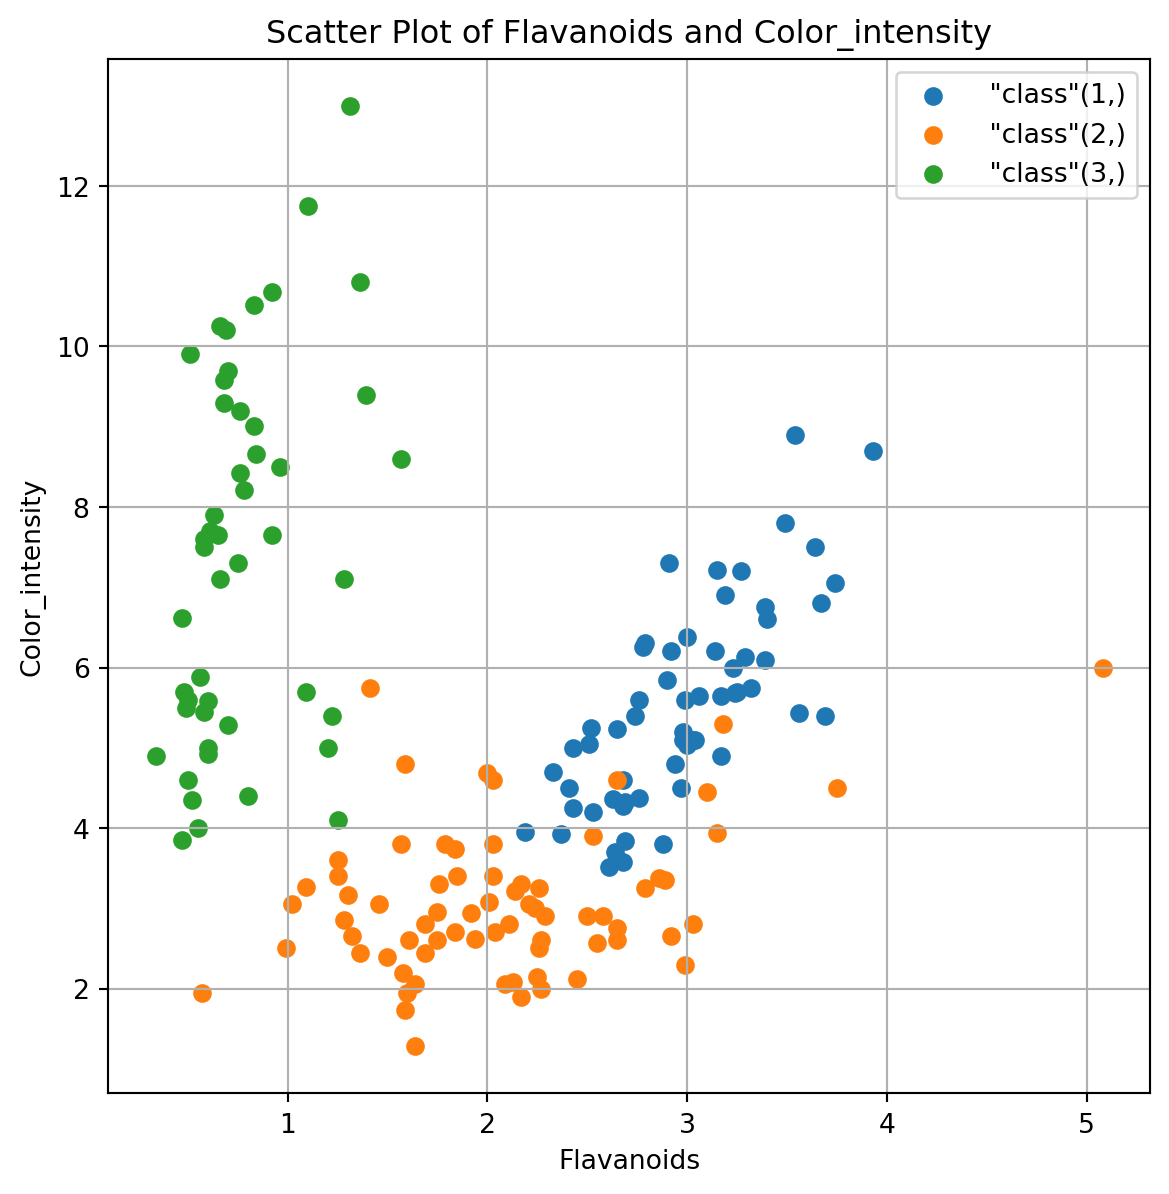 Scatter Plot of Flavanoids and Color_intensity
"class"(1,)
"class"(2,)
"class"(3,)
12
10
8
6
4
2
Color_intensity
1 2 3 4 5
Flavanoids